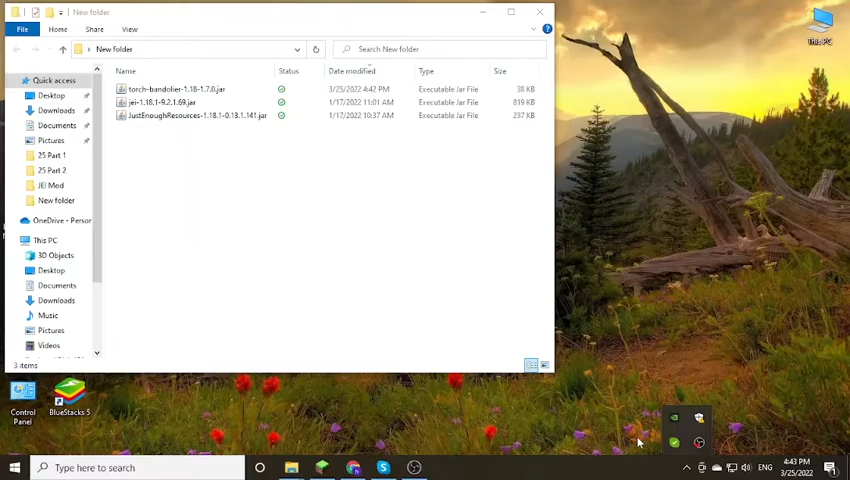 New folder
File
Home
Share
View
New folder
Search New folder
Name
Status
Date modified
Type
Size
Quick access
Desktop
Downloads
Documents
Pictures
25 Part 1
25 Part 2
JEI Mod
New folder
OneDrive - Person
This PC
3D Objects
Desktop
Documents
Downloads
Music
Pictures
Videos
torch-bandolier-1.18-1.7.0.jar 3/25/2022 4:42 PM Executable Jar File 38 KB
jei-1.18.1-9.2.1.69.jar 1/17/2022 11:01 AM Executable Jar File 819 KB
JustEnoughResources-1.18.1-0.13.1.141.jar 1/17/2022 10:37 AM Executable Jar File 237 KB
3 items
This PC
Control
Panel
BlueStacks 5
Type here to search
ENG
4:43 PM
3/25/2022
1